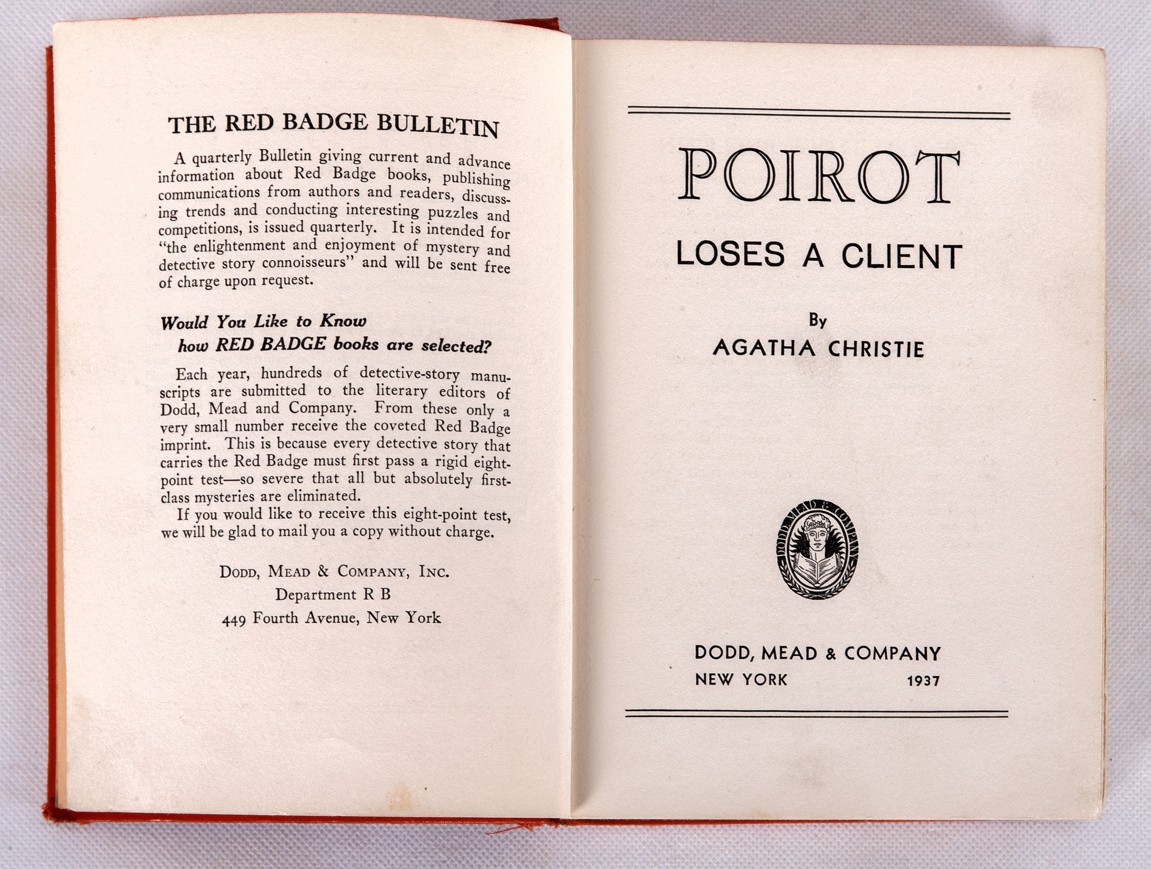 THE RED BADGE BULLETIN
A quarterly Bulletin giving current and advance
information about Red Badge books, publishing
communications from authors and readers, discuss-
ing trends and conducting interesting puzzles and
competitions, is issued quarterly. It is intended for
“the enlightenment and enjoyment of mystery and
detective story connoisseurs” and will be sent free
of charge upon request.
Would You Like to Know
how RED BADGE books are selected?
Each year, hundreds of detective-story manu-
scripts are submitted to the literary editors of
Dodd, Mead and Company. From these only a
very small number receive the coveted Red Badge
imprint. This is because every detective story that
carries the Red Badge must first pass a rigid eight-
point test—so severe that all but absolutely first-
class mysteries are eliminated.
If you would like to receive this eight-point test,
we will be glad to mail you a copy without charge.
DODD, MEAD & COMPANY, INC.
Department R B
449 Fourth Avenue, New York
POIROT
LOSES A CLIENT
By
AGATHA CHRISTIE
DODD MEAD & COMPANY
DODD, MEAD & COMPANY
NEW YORK 1937